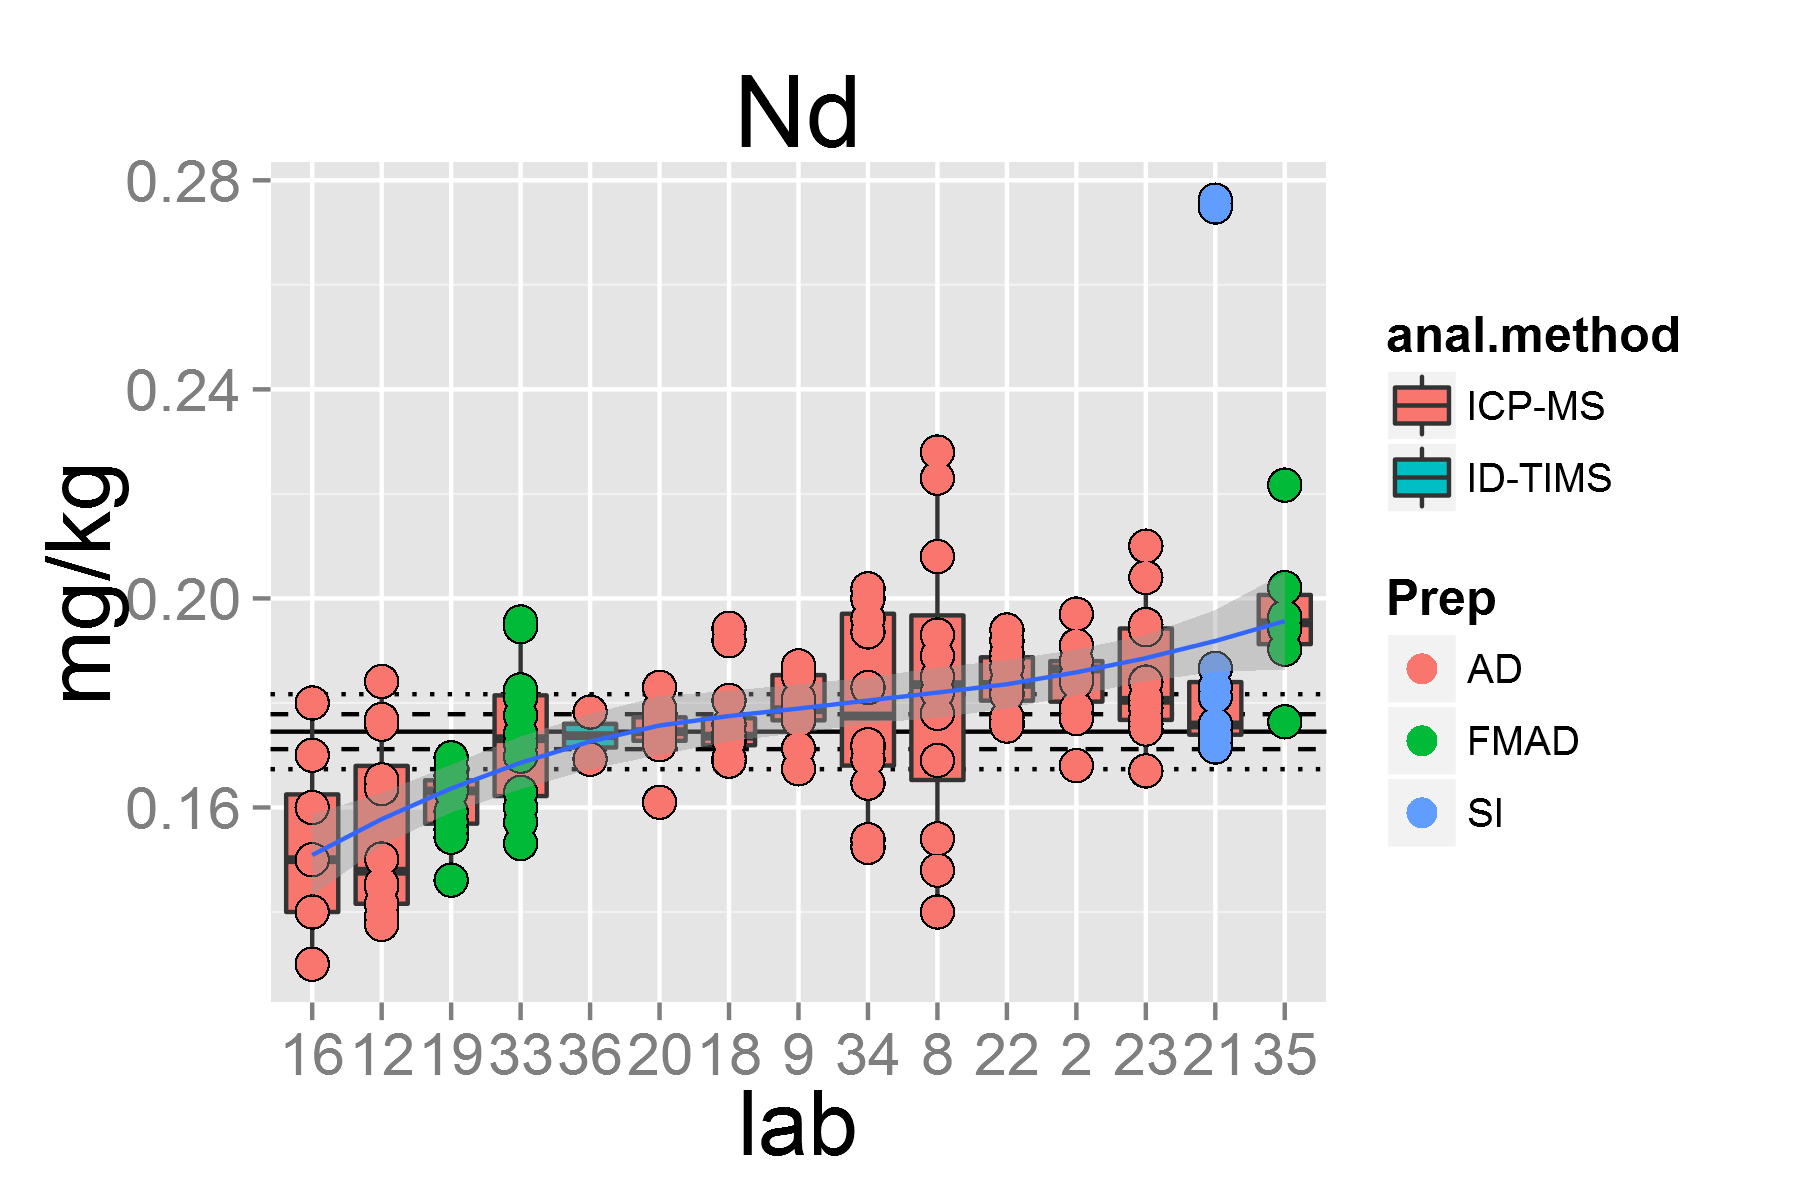 Nd
mg/kg
0.28
0.24
0.20
0.16
16 12 19 33 36 20 18 9 34 8 22 2 23 21 35
lab
anal.method
ICP-MS
ID-TIMS
Prep
AD
FMAD
SI